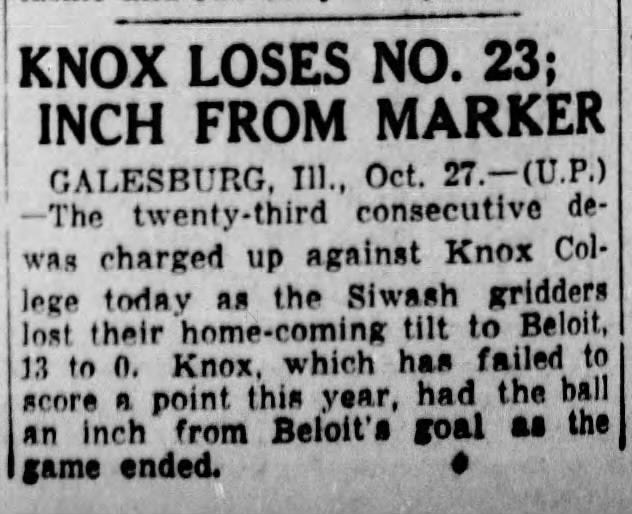 KNOX LOSES NO. 23;
INCH FROM MARKER
GALESBURG, Ill., Oct. 27.—(U.P.)
—The twenty-third consecutive de-
was charged up against Knox Col-
lege today as the Siwash gridders
lost their home-coming tilt to Beloit,
13 to 0. Knox, which has failed to
score a point this year, had the ball
an inch from Beloit's goal as the
game ended.